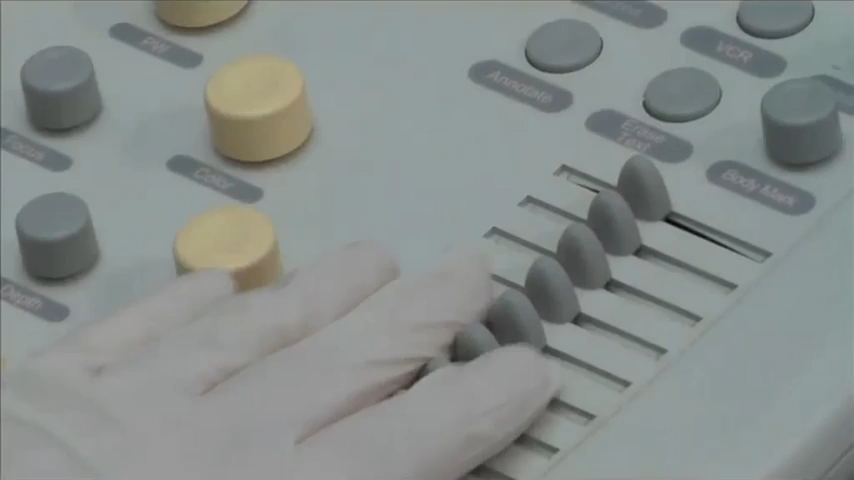 PW
VCR
Annotate
Focus
Erase
Text
Color
Body Mark
Depth